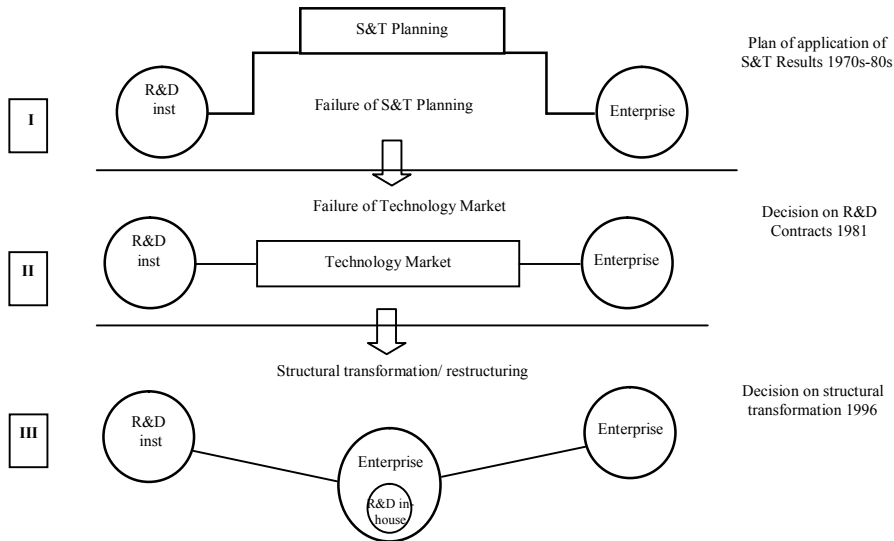 S&T Planning
Plan of application of
S&T Results 1970s-80s
R&D
inst
I
Failure of S&T Planning
Enterprise
Failure of Technology Market
Decision on R&D
Contracts 1981
R&D
inst
II
Technology Market
Enterprise
Structural transformation/ restructuring
Decision on structural
transformation 1996
R&D
inst
III
Enterprise
Enterprise
R&D in-
house